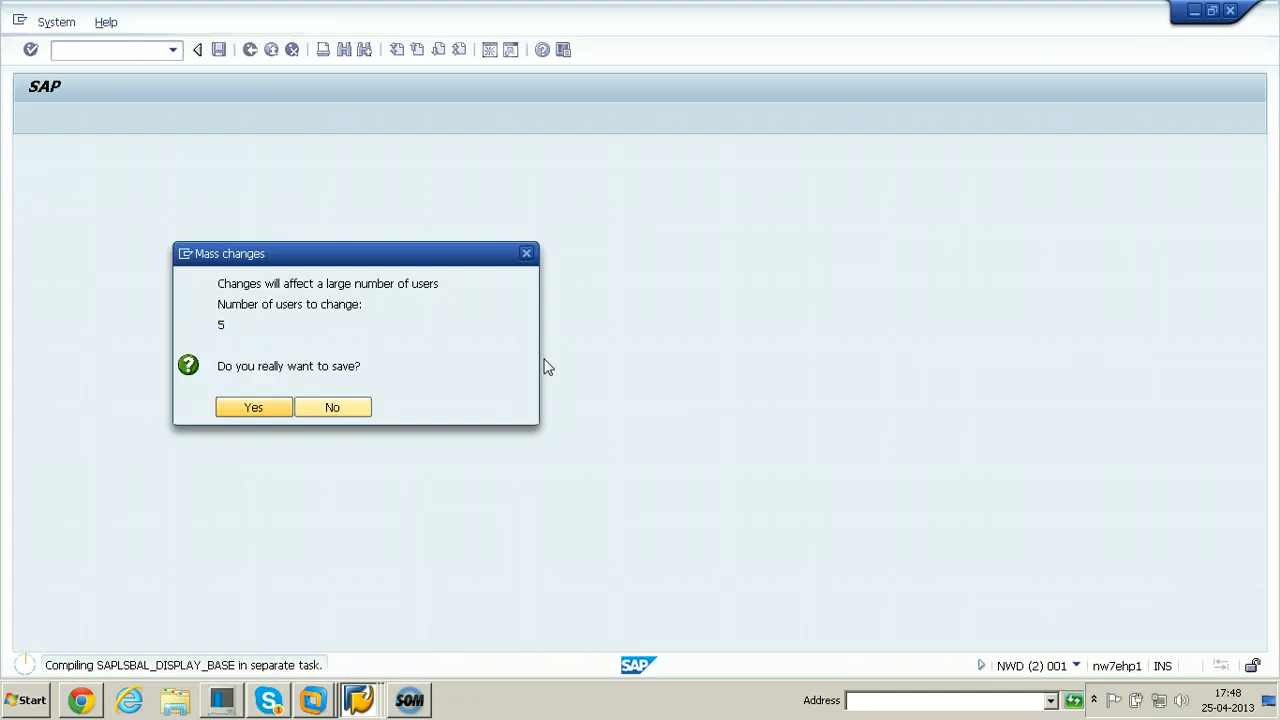 System Help
SAP
Mass changes
Changes will affect a large number of users
Number of users to change:
5
Do you really want to save?
Yes No
Compiling SAPLSBAL_DISPLAY_BASE in separate task.
SAP
NWD (2) 001
nw7ehp1
INS
Start
SOM
Address
17:48
25-04-2013